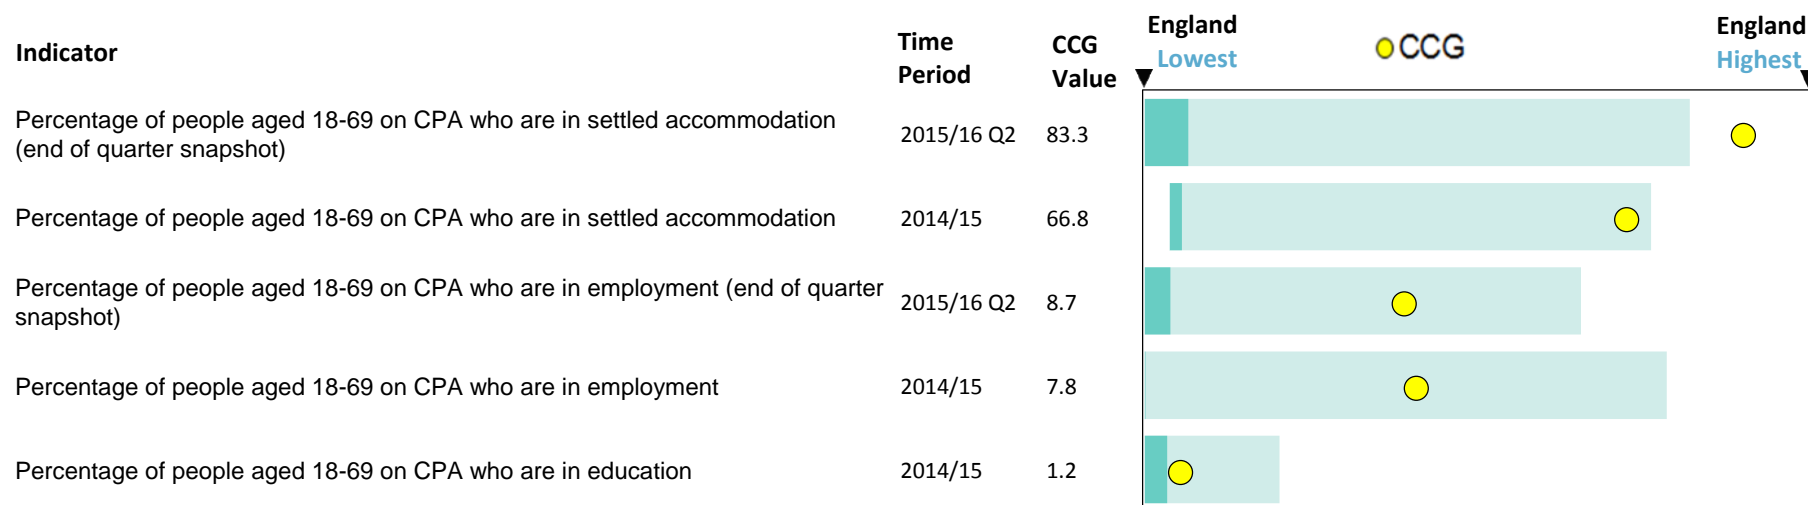 Indicator
Time Period
CCG Value
England Lowest
CCG
England Highest
Percentage of people aged 18-69 on CPA who are in settled accommodation
(end of quarter snapshot)
2015/16 Q2
83.3
Percentage of people aged 18-69 on CPA who are in settled accommodation
2014/15
66.8
Percentage of people aged 18-69 on CPA who are in employment (end of quarter
snapshot)
2015/16 Q2
8.7
Percentage of people aged 18-69 on CPA who are in employment
2014/15
7.8
Percentage of people aged 18-69 on CPA who are in education
2014/15
1.2